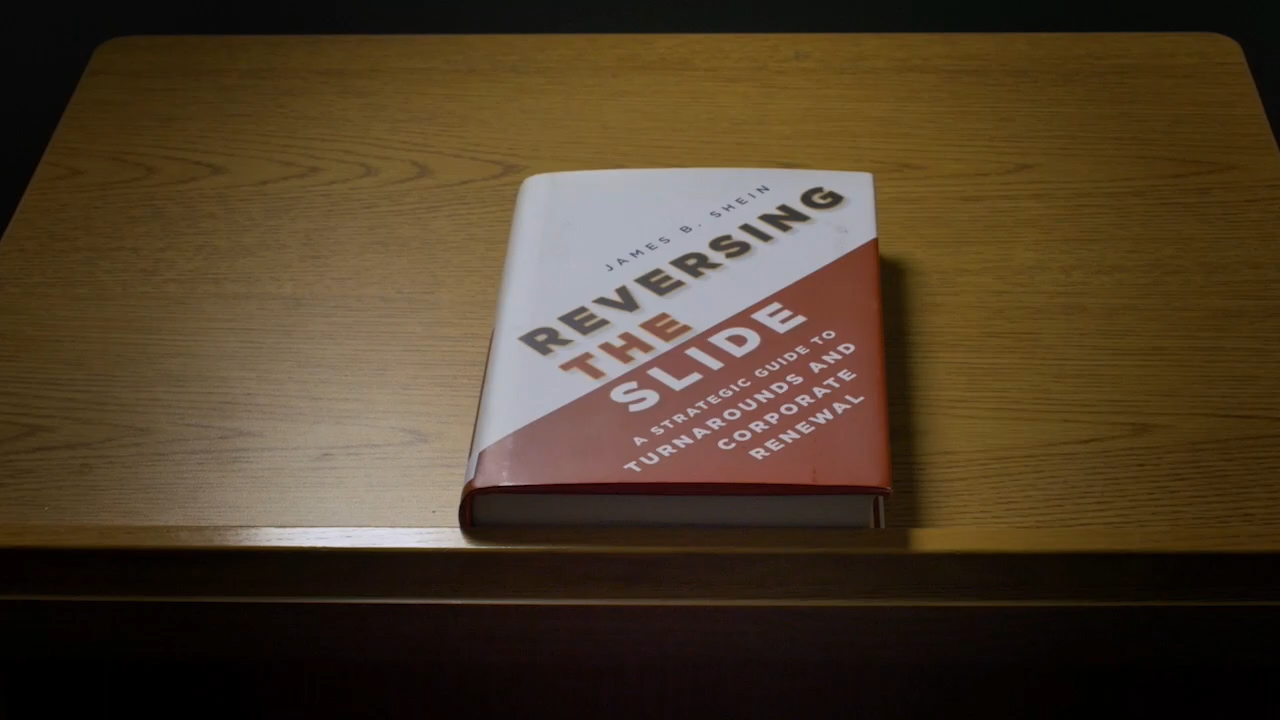 JAMES B. SHEIN
REVERSING
THE
SLIDE
A STRATEGIC GUIDE TO
TURNAROUNDS AND
CORPORATE
RENEWAL